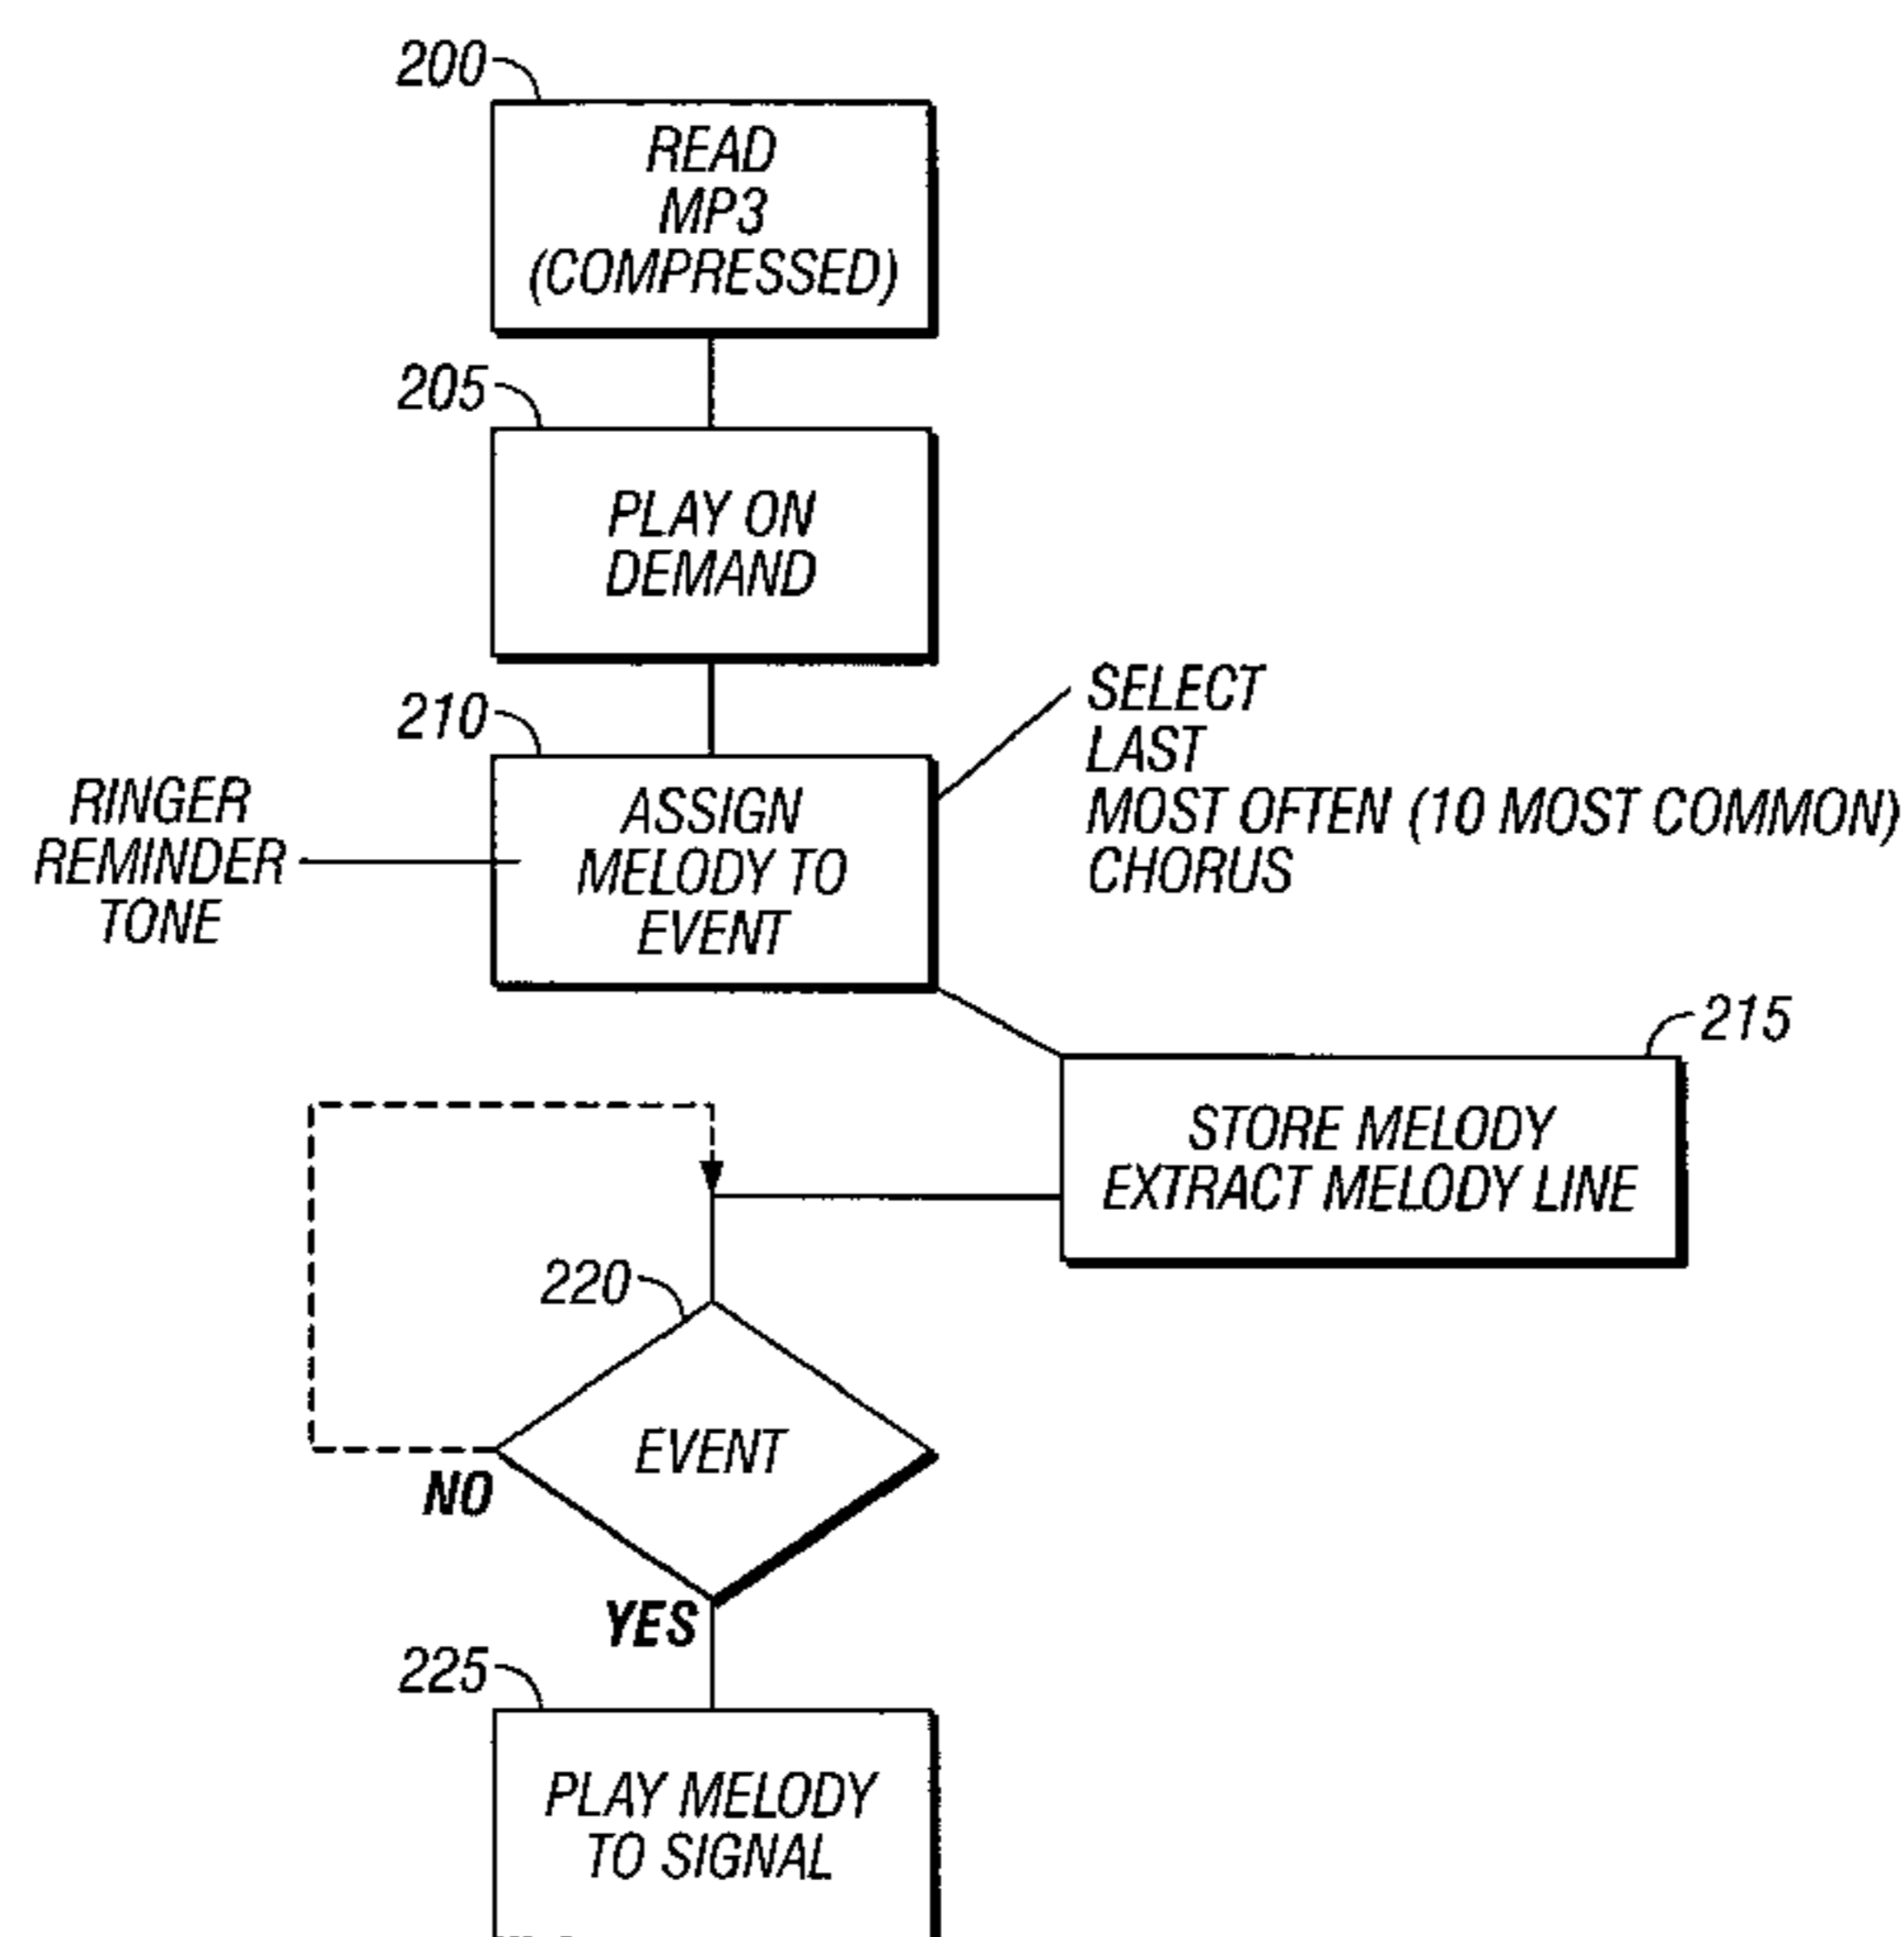 200
READ
MP3
(COMPRESSED)
205
PLAY ON
DEMAND
210
ASSIGN
MELODY TO
EVENT
RINGER
REMINDER
TONE
SELECT
LAST
MOST OFTEN (10 MOST COMMON)
CHORUS
215
STORE MELODY
EXTRACT MELODY LINE
220
EVENT
NO
YES
225
PLAY MELODY
TO SIGNAL